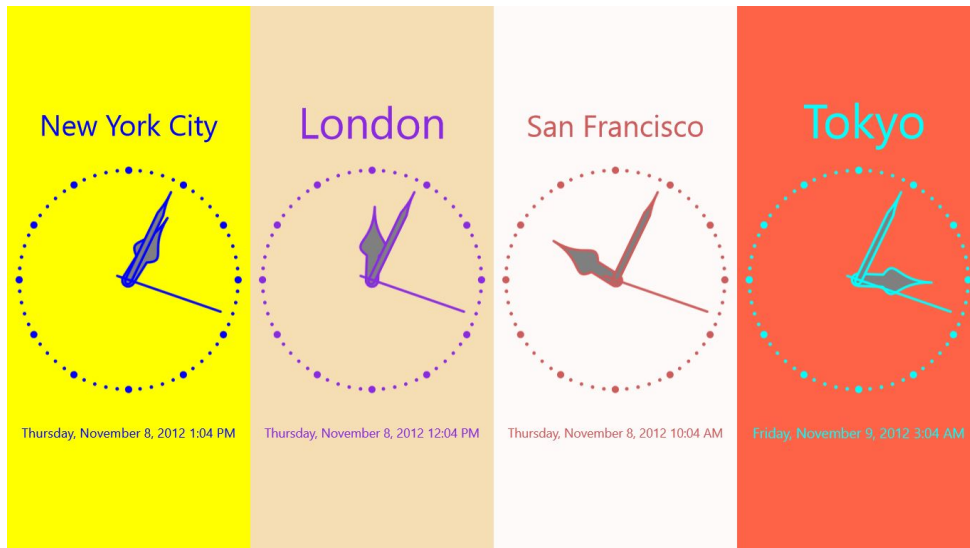 New York City
Thursday, November 8, 2012 1:04 PM
London
Thursday, November 8, 2012 12:04 PM
San Francisco
Thursday, November 8, 2012 10:04 AM
Tokyo
Friday, November 9, 2012 3:04 AM